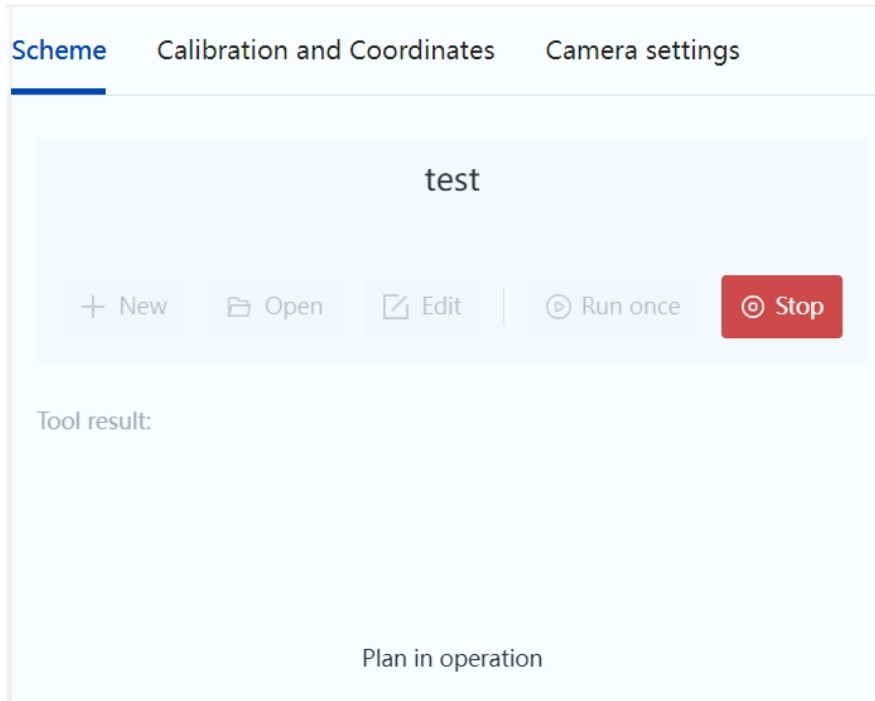 Scheme Calibration and Coordinates Camera settings
test
New Open Edit Run once Stop
Tool result:
Plan in operation